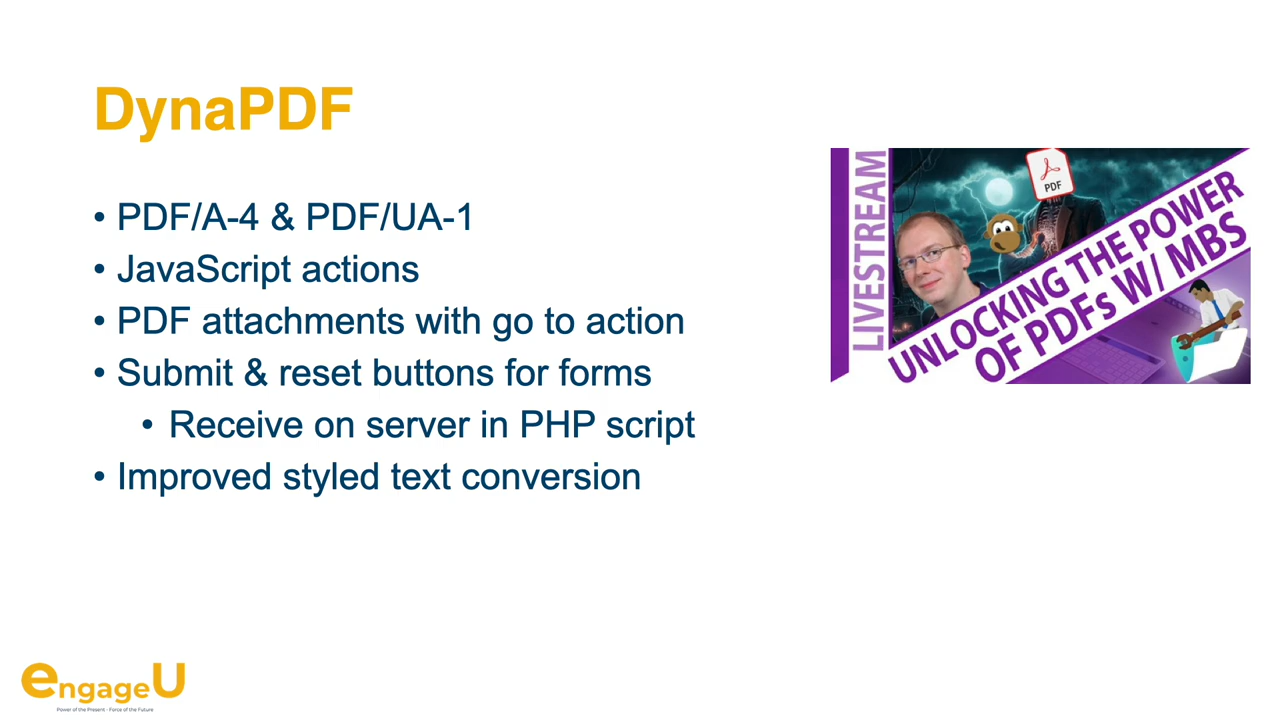 DynaPDF
• PDF/A-4 & PDF/UA-1
• JavaScript actions
• PDF attachments with go to action
• Submit & reset buttons for forms
• Receive on server in PHP script
• Improved styled text conversion
LIVESTREAM
PDF
UNLOCKING THE POWER
OF PDFs W/ MBS
engageU
Power of the Present - Force of the Future